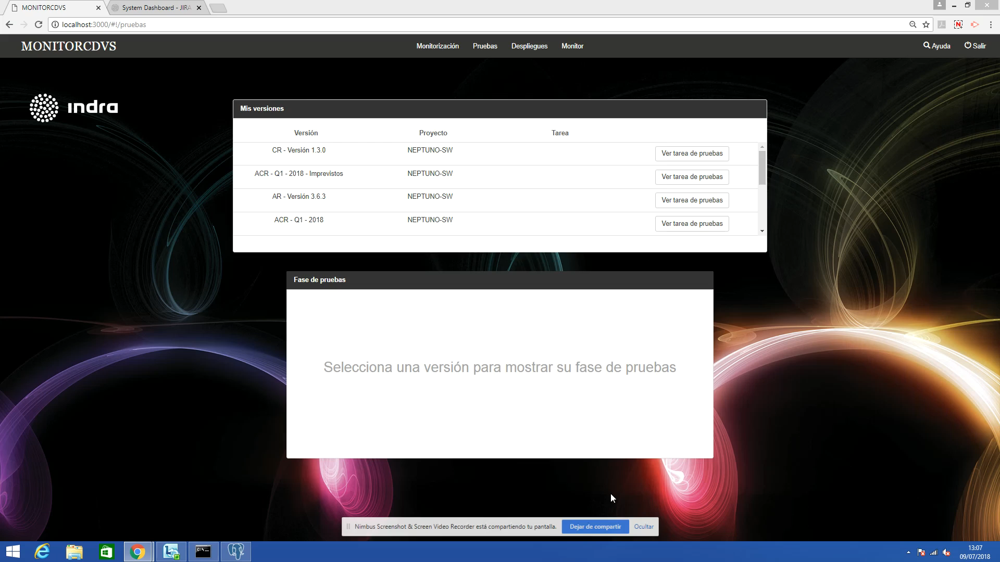 MONITORCDVS
System Dashboard - JIRA
localhost:3000/#!/pruebas
MONITORCDVS
Monitorización Pruebas Despliegues Monitor
Ayuda Salir
indra
Mis versiones
Versión Proyecto Tarea
CR - Versión 1.3.0 NEPTUNO-SW Ver tarea de pruebas
ACR - Q1 - 2018 - Imprevistos NEPTUNO-SW Ver tarea de pruebas
AR - Versión 3.6.3 NEPTUNO-SW Ver tarea de pruebas
ACR - Q1 - 2018 NEPTUNO-SW Ver tarea de pruebas
Fase de pruebas
Selecciona una versión para mostrar su fase de pruebas
Nimbus Screenshot & Screen Video Recorder está compartiendo tu pantalla. Dejar de compartir Ocultar
13:07
09/07/2018